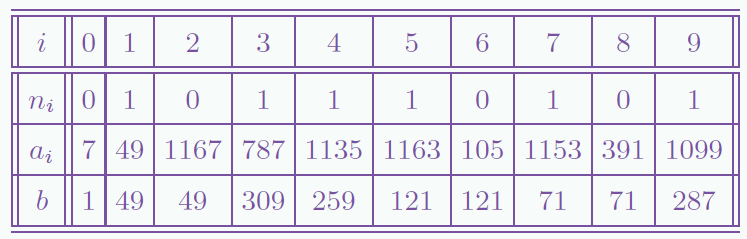 i 0 1 2 3 4 5 6 7 8 9
nᵢ 0 1 0 1 1 1 0 1 0 1
aᵢ 7 49 1167 787 1135 1163 105 1153 391 1099
b 1 49 49 309 259 121 121 71 71 287